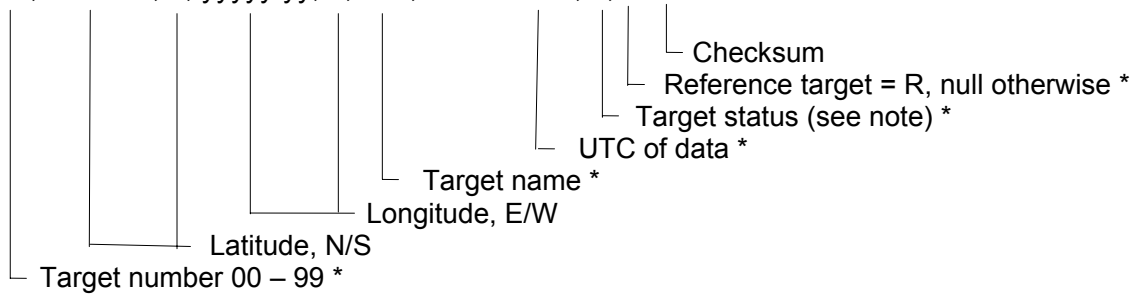 Checksum
Reference target = R, null otherwise *
Target status (see note) *
UTC of data *
Target name *
Longitude, E/W
Latitude, N/S
Target number 00 – 99 *